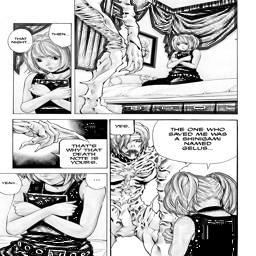 THEN...
THAT
NIGHT
THE ONE WHO
SAVED ME WAS
A SHINIGAMI
NAMED
GELUS...
YES.
THAT'S
WHY THAT
DEATH
NOTE IS
YOURS.
...
YEAH...